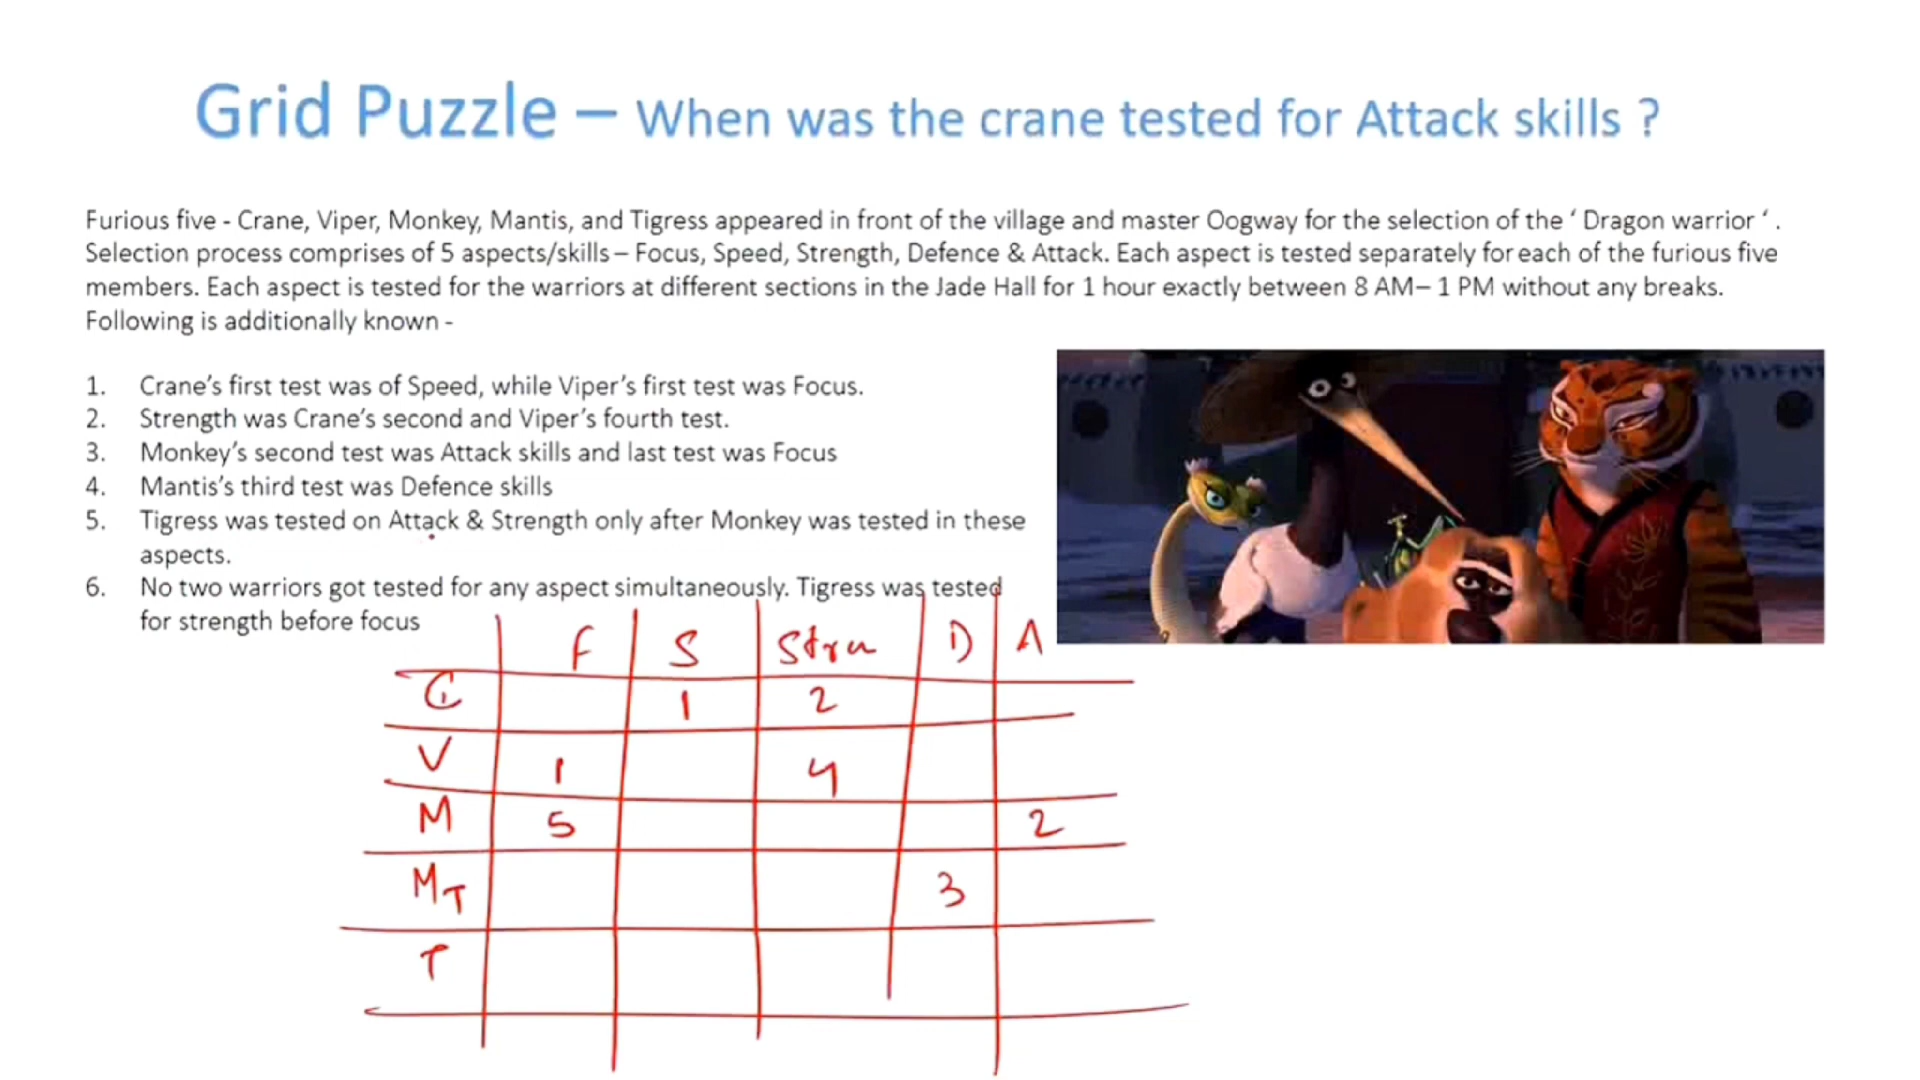 Grid Puzzle – When was the crane tested for Attack skills ?
Furious five - Crane, Viper, Monkey, Mantis, and Tigress appeared in front of the village and master Oogway for the selection of the ‘ Dragon warrior ‘ .
Selection process comprises of 5 aspects/skills – Focus, Speed, Strength, Defence & Attack. Each aspect is tested separately for each of the furious five
members. Each aspect is tested for the warriors at different sections in the Jade Hall for 1 hour exactly between 8 AM– 1 PM without any breaks.
Following is additionally known -
1. Crane’s first test was of Speed, while Viper’s first test was Focus.
2. Strength was Crane’s second and Viper’s fourth test.
3. Monkey’s second test was Attack skills and last test was Focus
4. Mantis’s third test was Defence skills
5. Tigress was tested on Attack & Strength only after Monkey was tested in these
aspects.
6. No two warriors got tested for any aspect simultaneously. Tigress was tested
for strength before focus
F S Stren D A
C 1 2
V 1 4
M 5 2
MT 3
T